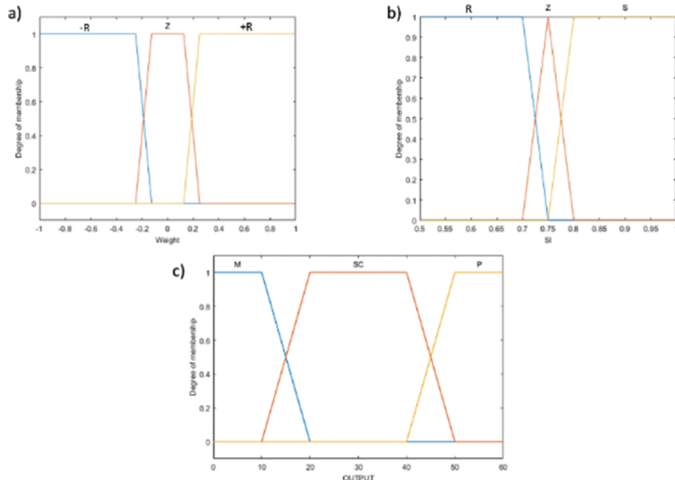 a)
-R Z +R
Degree of membership
1
0.8
0.6
0.4
0.2
0
-1 -0.8 -0.6 -0.4 -0.2 0 0.2 0.4 0.6 0.8 1
Weight
b)
R Z S
Degree of membership
1
0.9
0.8
0.7
0.6
0.5
0.4
0.3
0.2
0.1
0
0.5 0.55 0.6 0.65 0.7 0.75 0.8 0.85 0.9 0.95
SI
c)
M SC P
Degree of membership
1
0.8
0.6
0.4
0.2
0
0 10 20 30 40 50 60
OUTPUT